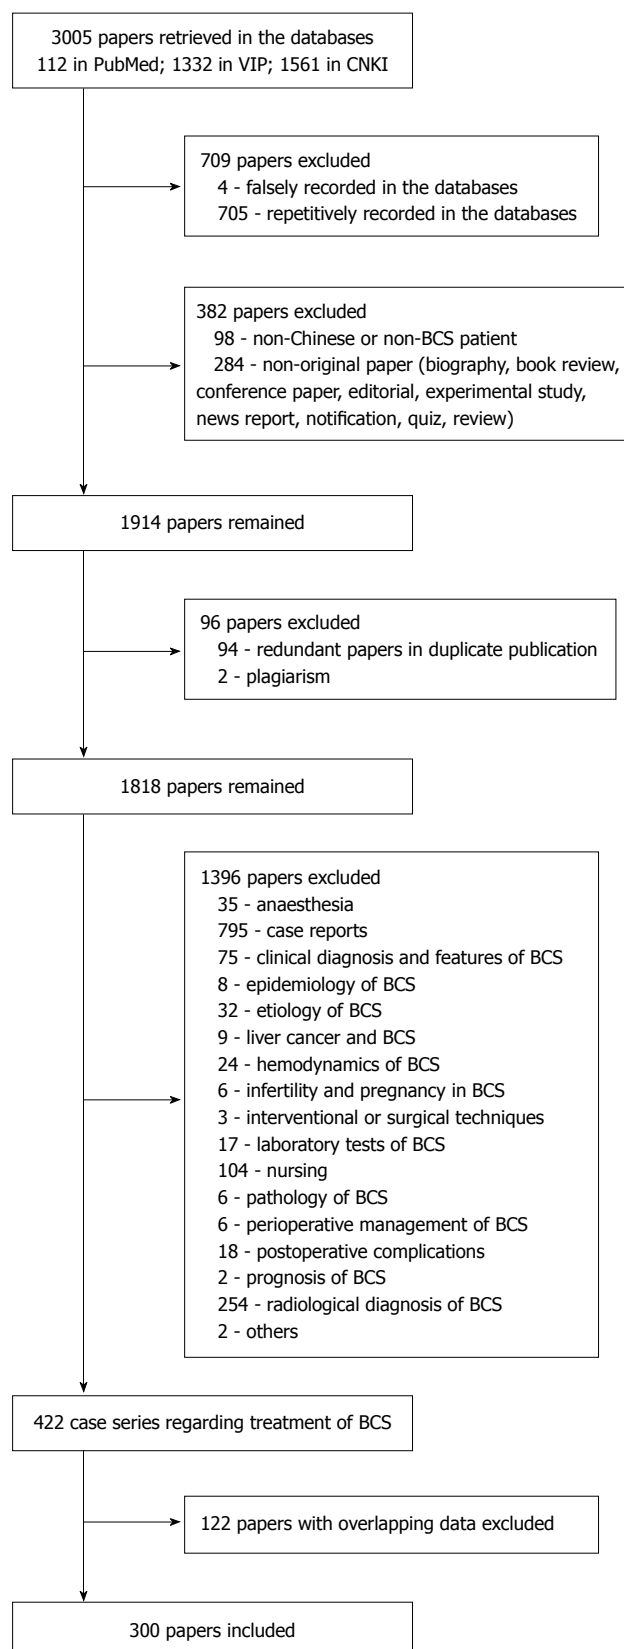 3005 papers retrieved in the databases
112 in PubMed; 1332 in VIP; 1561 in CNKI
709 papers excluded
4 - falsely recorded in the databases
705 - repetitively recorded in the databases
382 papers excluded
98 - non-Chinese or non-BCS patient
284 - non-original paper (biography, book review,
conference paper, editorial, experimental study,
news report, notification, quiz, review)
1914 papers remained
96 papers excluded
94 - redundant papers in duplicate publication
2 - plagiarism
1818 papers remained
1396 papers excluded
35 - anaesthesia
795 - case reports
75 - clinical diagnosis and features of BCS
8 - epidemiology of BCS
32 - etiology of BCS
9 - liver cancer and BCS
24 - hemodynamics of BCS
6 - infertility and pregnancy in BCS
3 - interventional or surgical techniques
17 - laboratory tests of BCS
104 - nursing
6 - pathology of BCS
6 - perioperative management of BCS
18 - postoperative complications
2 - prognosis of BCS
254 - radiological diagnosis of BCS
2 - others
422 case series regarding treatment of BCS
122 papers with overlapping data excluded
300 papers included